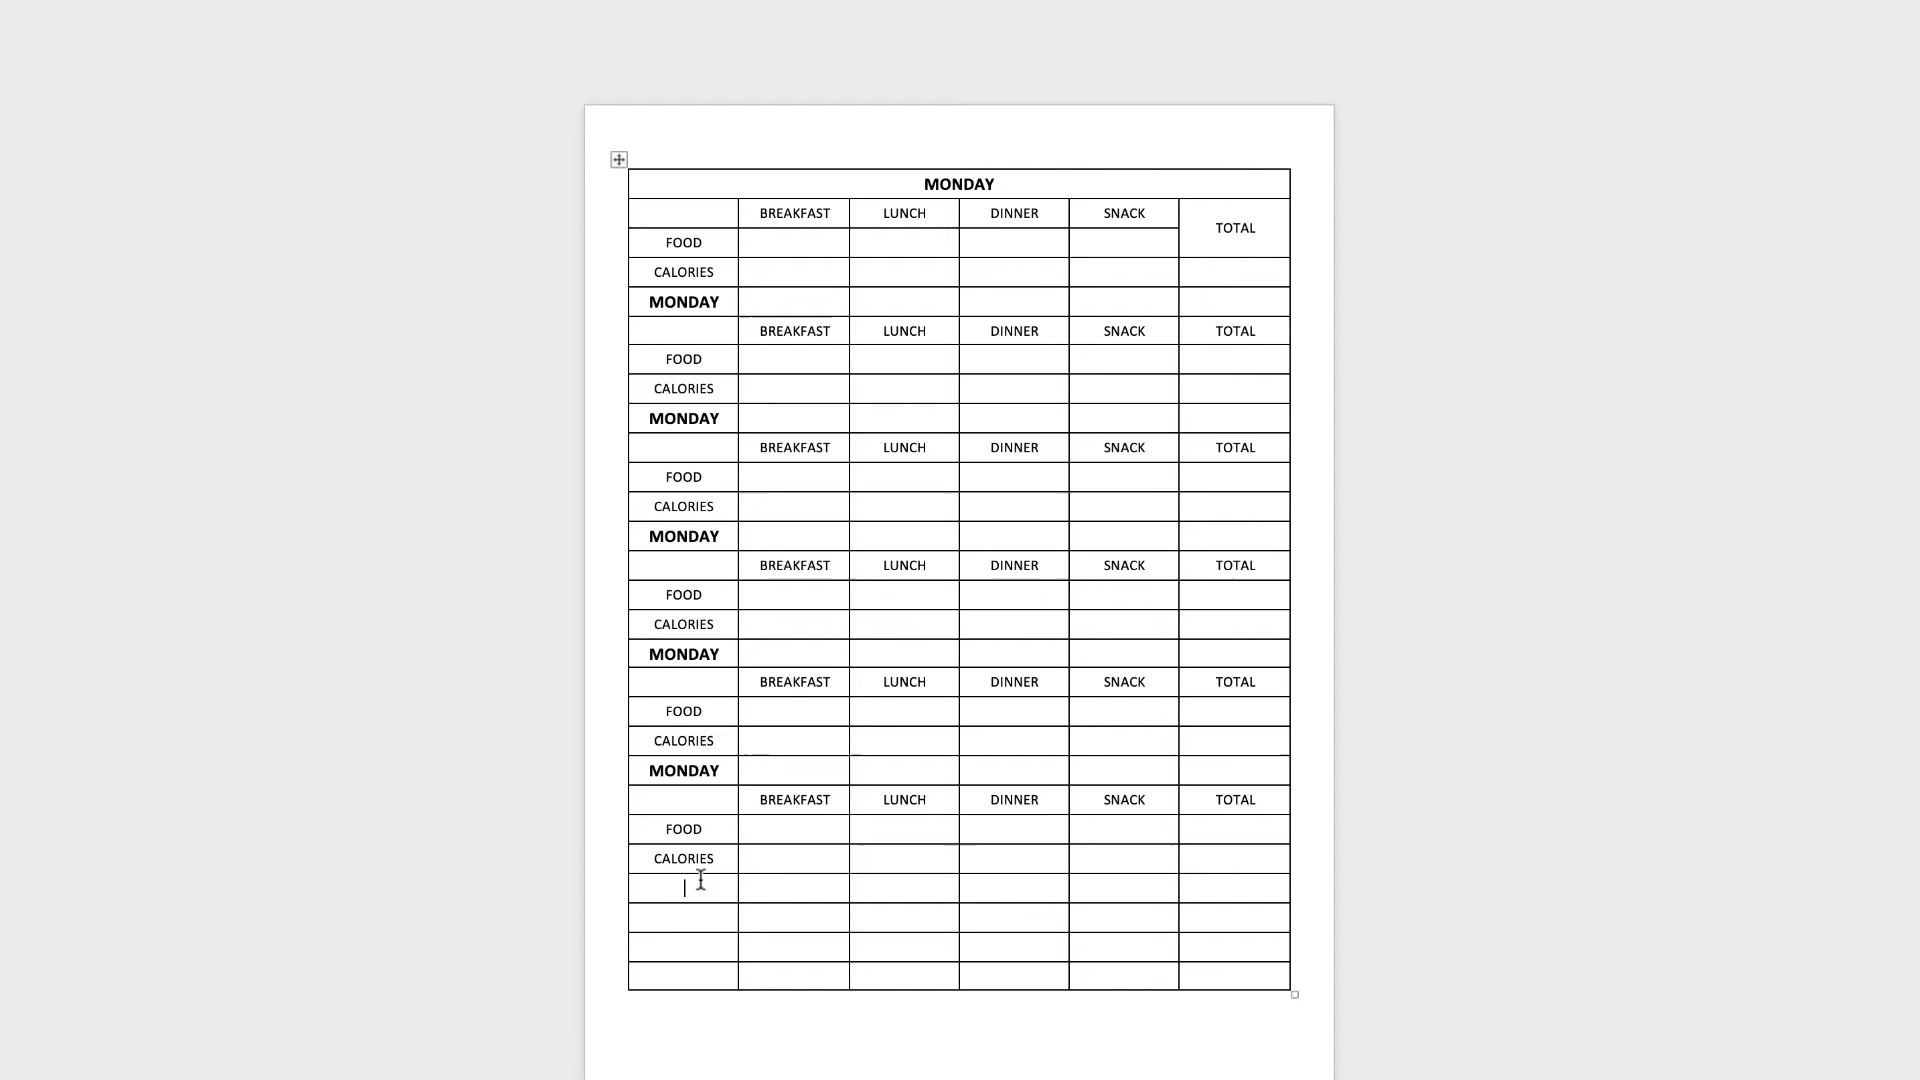 MONDAY
BREAKFAST LUNCH DINNER SNACK TOTAL
FOOD
CALORIES
MONDAY
BREAKFAST LUNCH DINNER SNACK TOTAL
FOOD
CALORIES
MONDAY
BREAKFAST LUNCH DINNER SNACK TOTAL
FOOD
CALORIES
MONDAY
BREAKFAST LUNCH DINNER SNACK TOTAL
FOOD
CALORIES
MONDAY
BREAKFAST LUNCH DINNER SNACK TOTAL
FOOD
CALORIES
MONDAY
BREAKFAST LUNCH DINNER SNACK TOTAL
FOOD
CALORIES